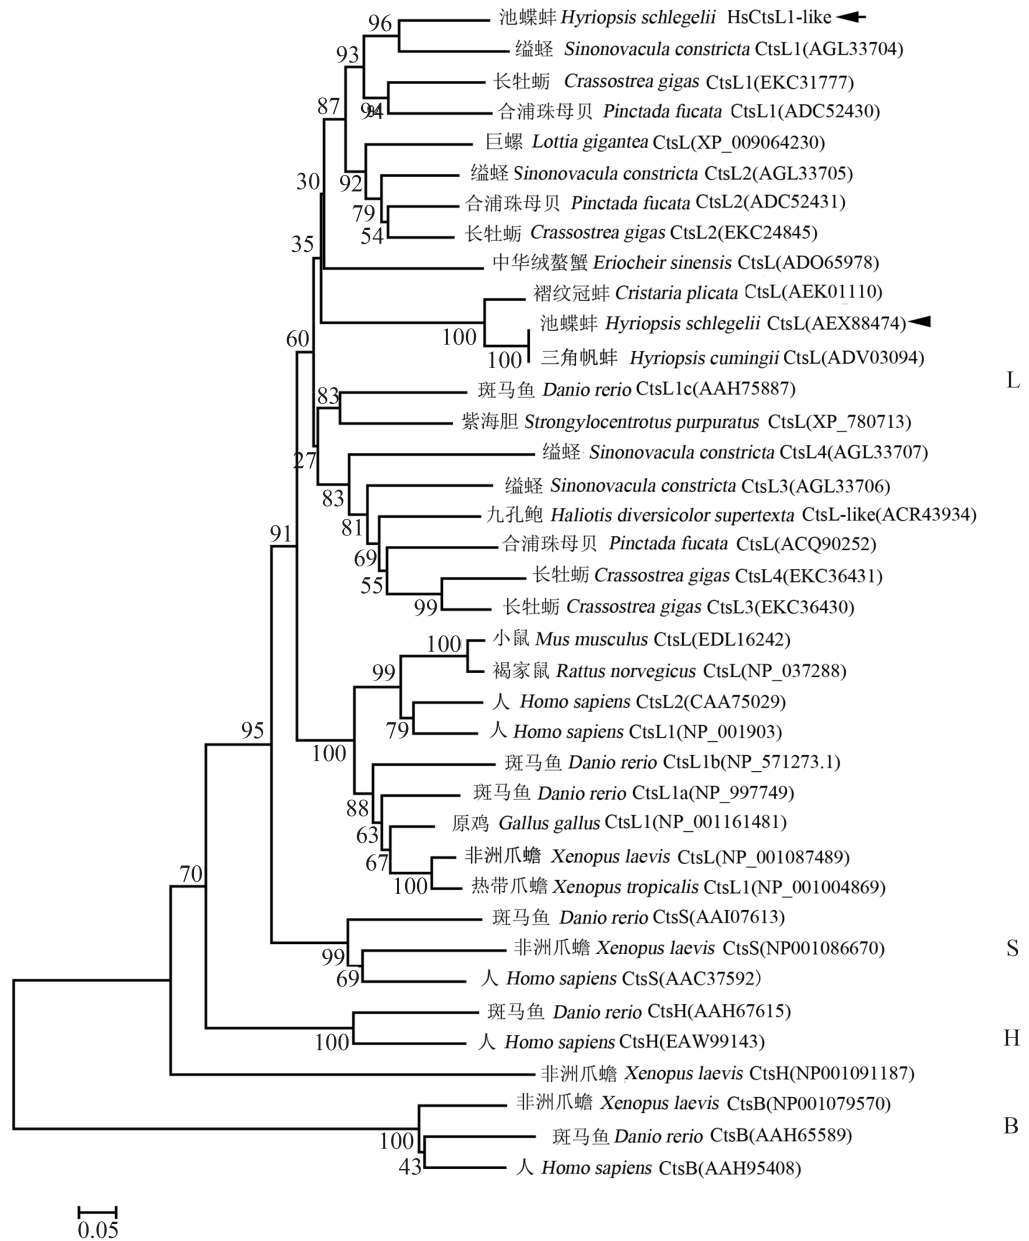 池蝶蚌 Hyriopsis schlegelii HsCtsL1-like
96
缢蛏 Sinonovacula constricta CtsL1(AGL33704)
93
长牡蛎 Crassostrea gigas CtsL1(EKC31777)
94
合浦珠母贝 Pinctada fucata CtsL1(ADC52430)
87
巨螺 Lottia gigantea CtsL(XP_009064230)
92
缢蛏 Sinonovacula constricta CtsL2(AGL33705)
30
79
合浦珠母贝 Pinctada fucata CtsL2(ADC52431)
54
长牡蛎 Crassostrea gigas CtsL2(EKC24845)
35
中华绒螯蟹 Eriocheir sinensis CtsL(ADO65978)
褶纹冠蚌 Cristaria plicata CtsL(AEK01110)
100
池蝶蚌 Hyriopsis schlegelii CtsL(AEX88474)
60
100
三角帆蚌 Hyriopsis cumingii CtsL(ADV03094)
L
83
斑马鱼 Danio rerio CtsL1c(AAH75887)
紫海胆 Strongylocentrotus purpuratus CtsL(XP_780713)
27
缢蛏 Sinonovacula constricta CtsL4(AGL33707)
83
缢蛏 Sinonovacula constricta CtsL3(AGL33706)
81
九孔鲍 Haliotis diversicolor supertexta CtsL-like(ACR43934)
91
69
合浦珠母贝 Pinctada fucata CtsL(ACQ90252)
55
长牡蛎 Crassostrea gigas CtsL4(EKC36431)
99
长牡蛎 Crassostrea gigas CtsL3(EKC36430)
100
小鼠 Mus musculus CtsL(EDL16242)
99
褐家鼠 Rattus norvegicus CtsL(NP_037288)
人 Homo sapiens CtsL2(CAA75029)
79
人 Homo sapiens CtsL1(NP_001903)
95
100
斑马鱼 Danio rerio CtsL1b(NP_571273.1)
88
斑马鱼 Danio rerio CtsL1a(NP_997749)
63
原鸡 Gallus gallus CtsL1(NP_001161481)
67
非洲爪蟾 Xenopus laevis CtsL(NP_001087489)
70
100
热带爪蟾 Xenopus tropicalis CtsL1(NP_001004869)
斑马鱼 Danio rerio CtsS(AAI07613)
99
非洲爪蟾 Xenopus laevis CtsS(NP001086670)
S
69
人 Homo sapiens CtsS(AAC37592)
斑马鱼 Danio rerio CtsH(AAH67615)
100
人 Homo sapiens CtsH(EAW99143)
H
非洲爪蟾 Xenopus laevis CtsH(NP001091187)
非洲爪蟾 Xenopus laevis CtsB(NP001079570)
100
斑马鱼 Danio rerio CtsB(AAH65589)
B
43
人 Homo sapiens CtsB(AAH95408)
0.05